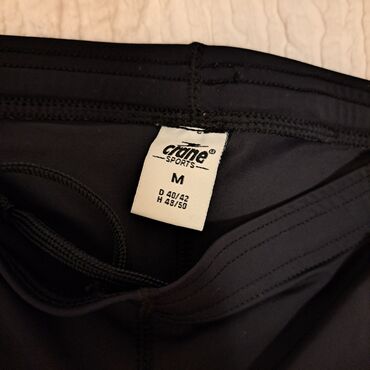 crane®
SPORTS
M
D 40/42
H 48/50